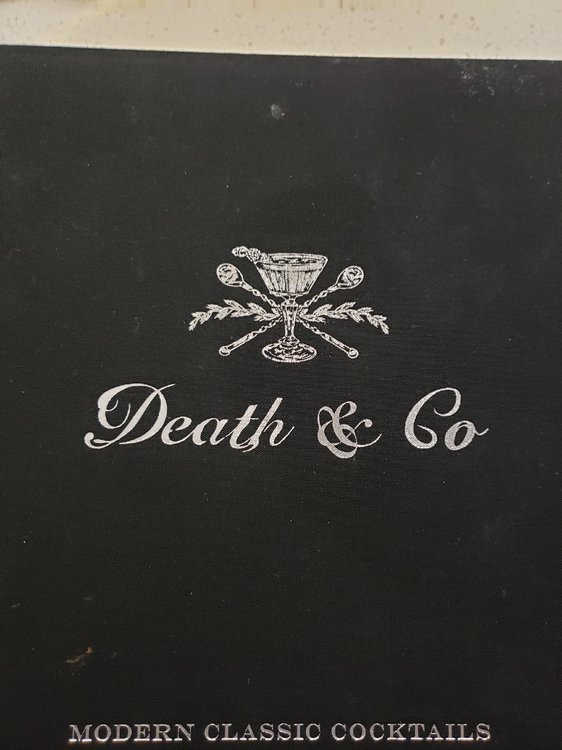 Death & Co
MODERN CLASSIC COCKTAILS